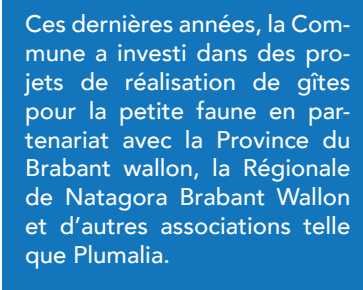 Ces dernières années, la Com-
mune a investi dans des pro-
jets de réalisation de gîtes
pour la petite faune en par-
tenariat avec la Province du
Brabant wallon, la Régionale
de Natagora Brabant Wallon
et d'autres associations telle
que Plumalia.